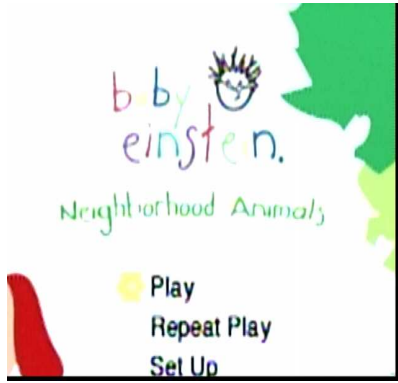 baby
einstein.
Neighborhood Animals
Play
Repeat Play
Set Up